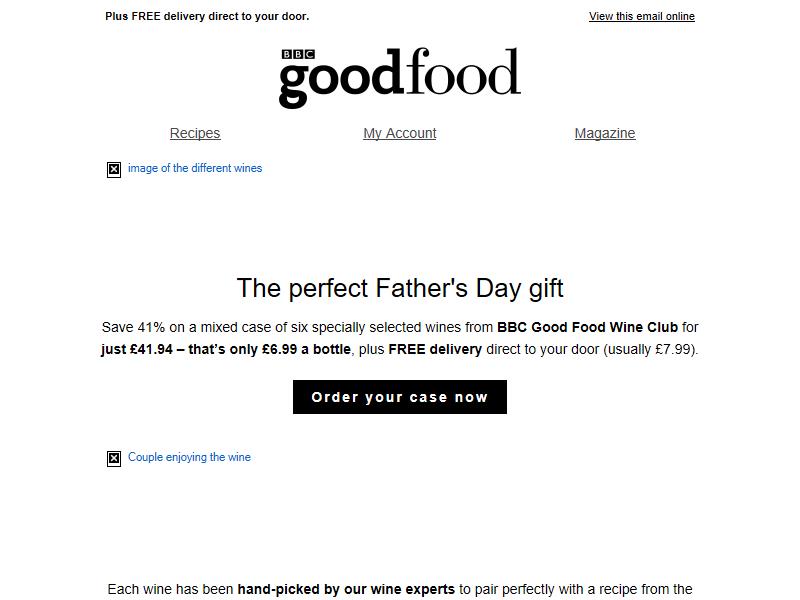 Plus FREE delivery direct to your door.
View this email online
BBC
goodfood
Recipes
My Account
Magazine
image of the different wines
The perfect Father's Day gift
Save 41% on a mixed case of six specially selected wines from BBC Good Food Wine Club for
just £41.94 – that’s only £6.99 a bottle, plus FREE delivery direct to your door (usually £7.99).
Order your case now
Couple enjoying the wine
Each wine has been hand-picked by our wine experts to pair perfectly with a recipe from the